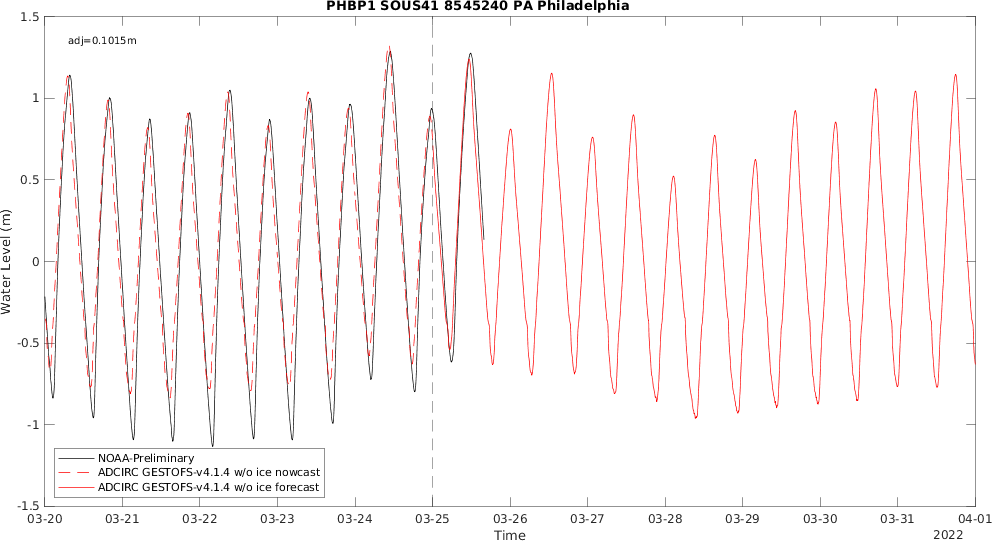 PHBP1 SOUS41 8545240 PA Philadelphia
adj=0.1015m
Water Level (m)
1.5
1
0.5
0
-0.5
-1
-1.5
NOAA-Preliminary
ADCIRC GESTOFS-v4.1.4 w/o ice nowcast
ADCIRC GESTOFS-v4.1.4 w/o ice forecast
03-20 03-21 03-22 03-23 03-24 03-25 03-26 03-27 03-28 03-29 03-30 03-31 04-01
Time
2022